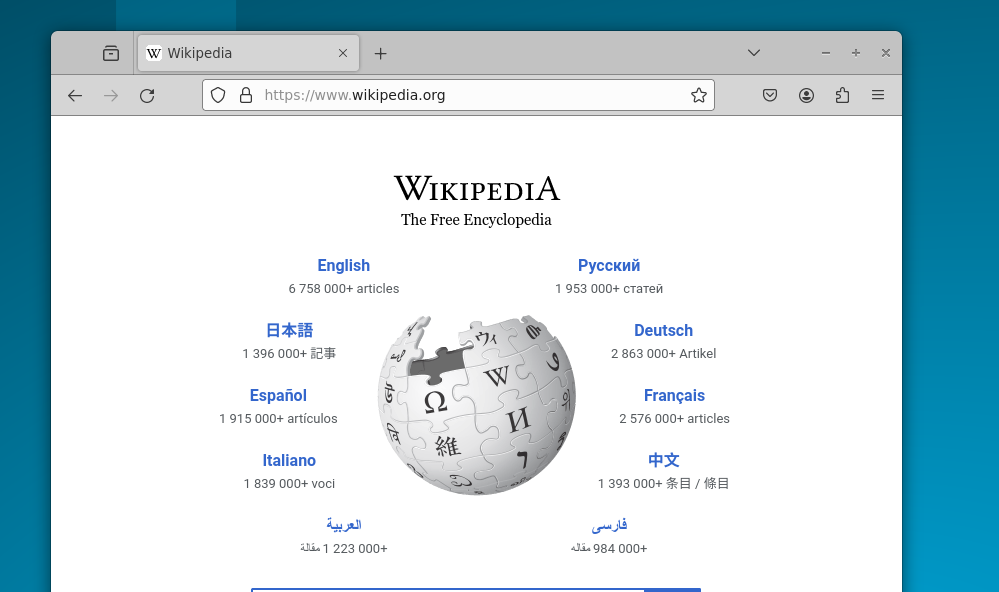 W Wikipedia
https://www.wikipedia.org
WIKIPEDIA
The Free Encyclopedia
English
6 758 000+ articles
Русский
1 953 000+ статей
日本語
1 396 000+ 記事
Deutsch
2 863 000+ Artikel
Español
1 915 000+ artículos
Français
2 576 000+ articles
Italiano
1 839 000+ voci
中文
1 393 000+ 条目 / 條目
العربية
1 223 000+ مقالة
فارسی
984 000+ مقاله
ウィ
W
Ω
И
維